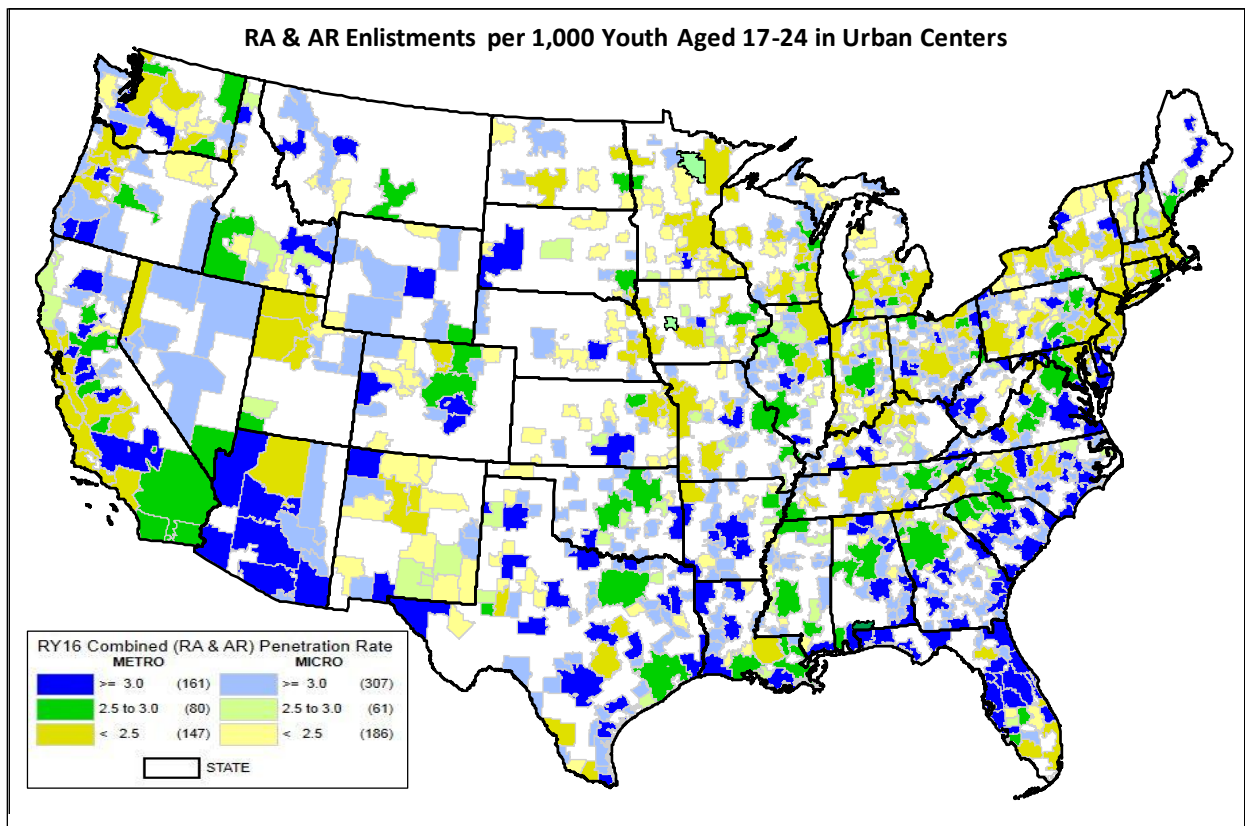 RA & AR Enlistments per 1,000 Youth Aged 17-24 in Urban Centers
RY16 Combined (RA & AR) Penetration Rate
METRO MICRO
>= 3.0 (161) >= 3.0 (307)
2.5 to 3.0 (80) 2.5 to 3.0 (61)
< 2.5 (147) < 2.5 (186)
STATE